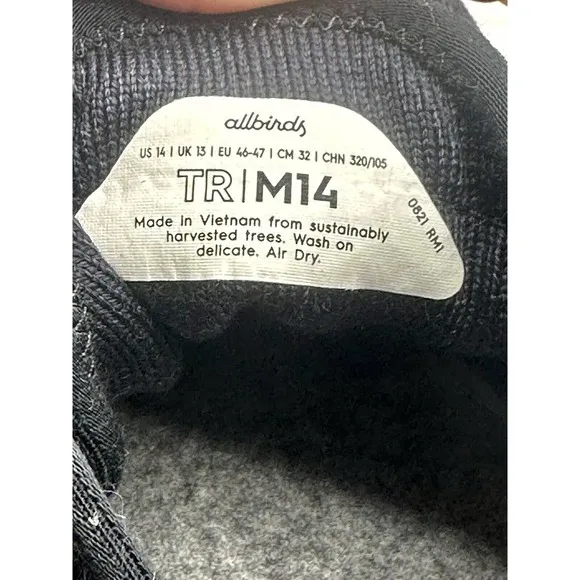 allbirds
US 14 | UK 13 | EU 46-47 | CM 32 | CHN 320/105
TR|M14
Made in Vietnam from sustainably
harvested trees. Wash on
delicate. Air Dry.
0821 RM1